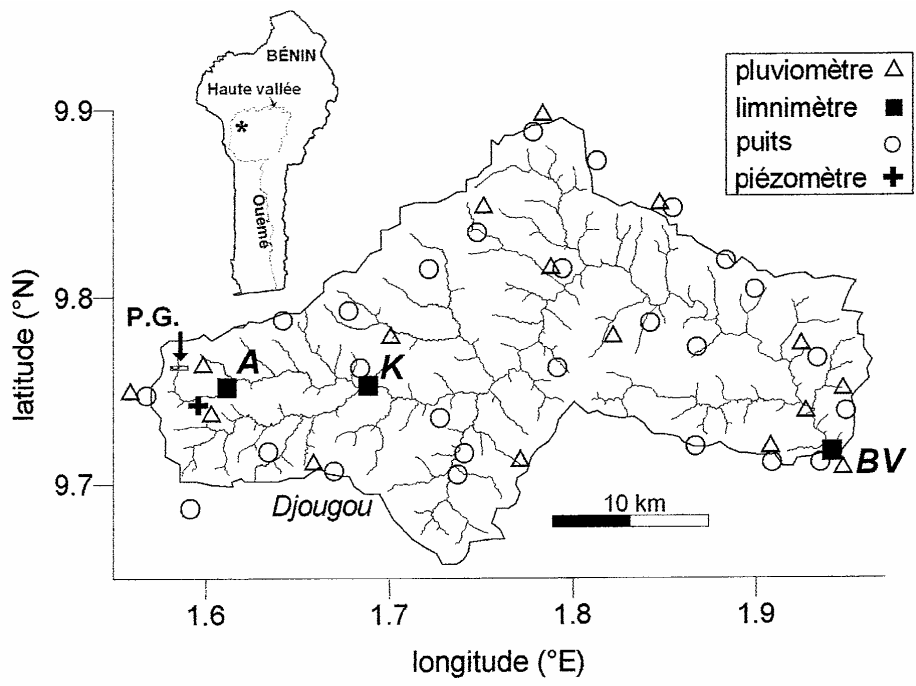 BÉNIN
Haute vallée
*
Ouémé
pluviomètre
limnimètre
puits
piézomètre
9.9
9.8
9.7
latitude (°N)
P.G.
A
K
BV
Djougou
10 km
1.6 1.7 1.8 1.9
longitude (°E)